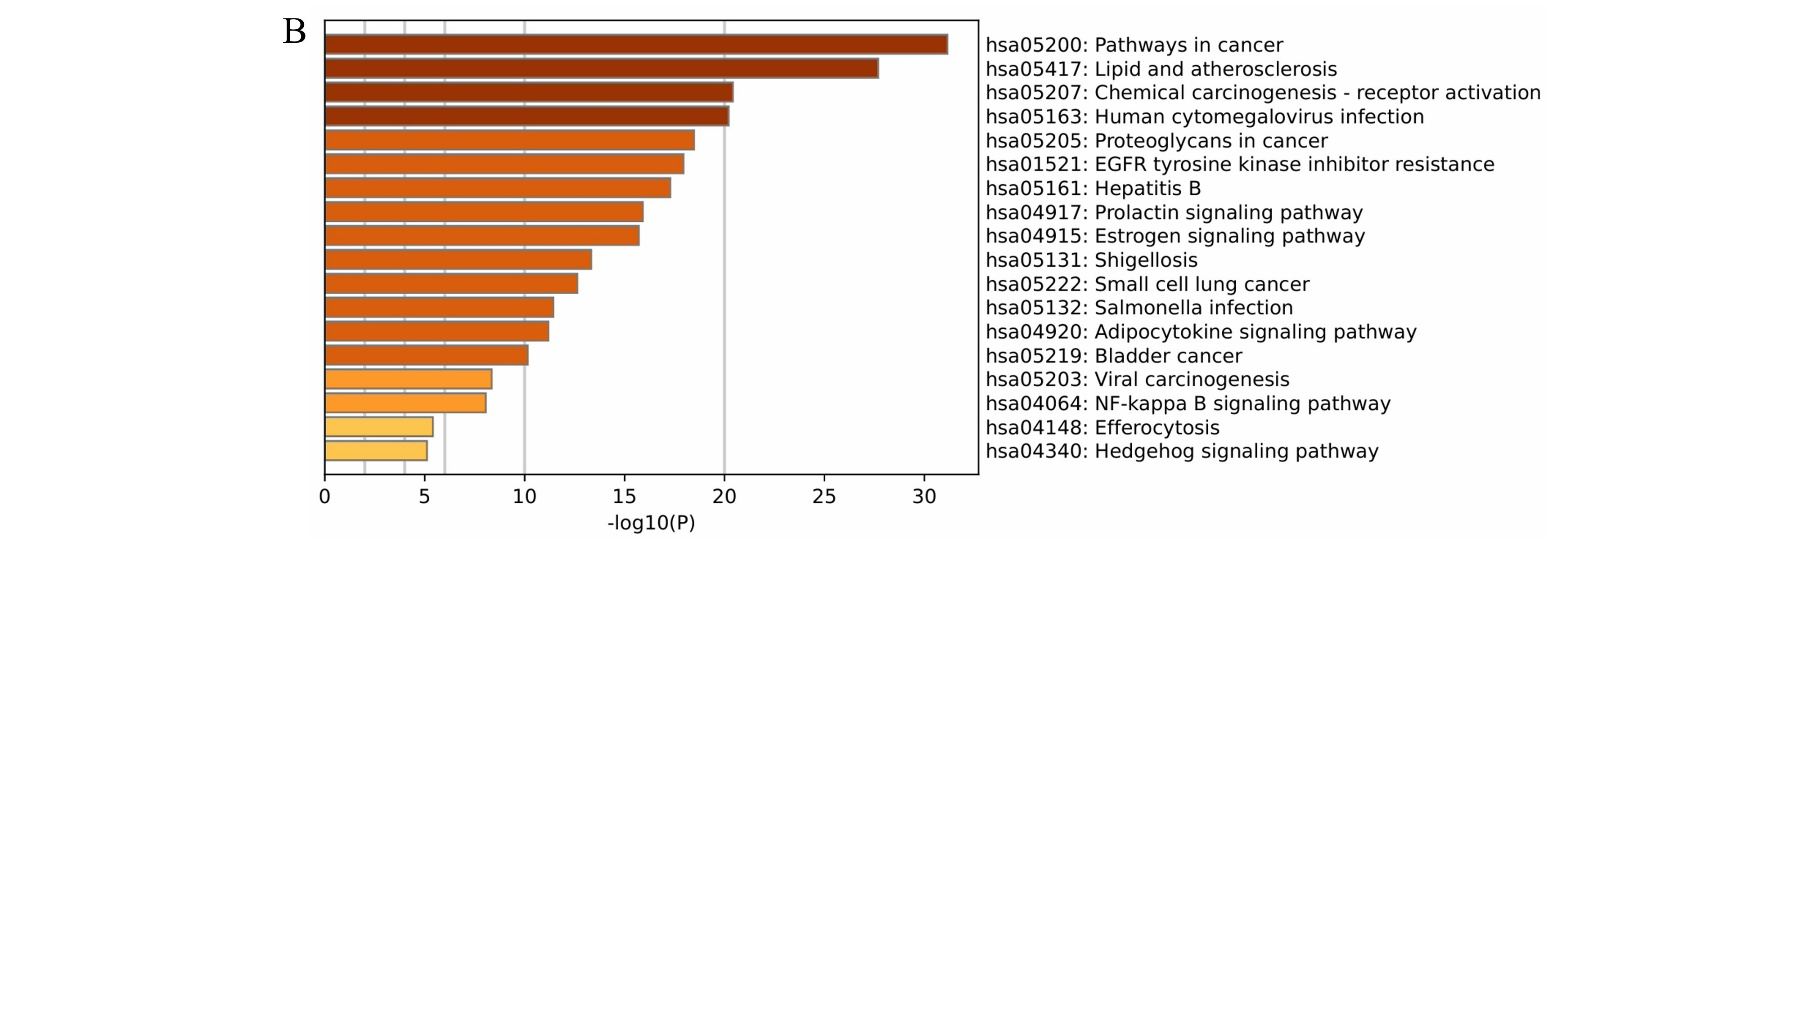 B
hsa05200: Pathways in cancer
hsa05417: Lipid and atherosclerosis
hsa05207: Chemical carcinogenesis - receptor activation
hsa05163: Human cytomegalovirus infection
hsa05205: Proteoglycans in cancer
hsa01521: EGFR tyrosine kinase inhibitor resistance
hsa05161: Hepatitis B
hsa04917: Prolactin signaling pathway
hsa04915: Estrogen signaling pathway
hsa05131: Shigellosis
hsa05222: Small cell lung cancer
hsa05132: Salmonella infection
hsa04920: Adipocytokine signaling pathway
hsa05219: Bladder cancer
hsa05203: Viral carcinogenesis
hsa04064: NF-kappa B signaling pathway
hsa04148: Efferocytosis
hsa04340: Hedgehog signaling pathway
0 5 10 15 20 25 30
-log10(P)